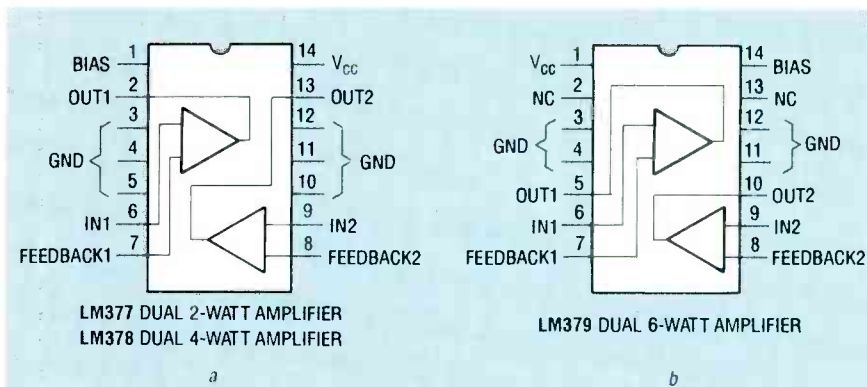 1
BIAS
2
OUT1
3
4
GND
5
6
IN1
7
FEEDBACK1
14
VCC
13
OUT2
12
11
GND
10
9
IN2
8
FEEDBACK2
LM377 DUAL 2-WATT AMPLIFIER
LM378 DUAL 4-WATT AMPLIFIER
a
1
VCC
2
NC
3
GND
4
5
OUT1
6
IN1
7
FEEDBACK1
14
BIAS
13
NC
12
GND
11
10
OUT2
9
IN2
8
FEEDBACK2
LM379 DUAL 6-WATT AMPLIFIER
b